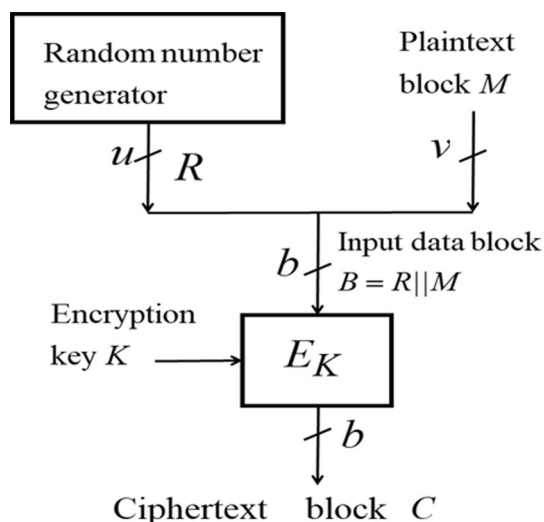 Random number
generator
Plaintext
block M
u
R
v
b
Input data block
B = R||M
Encryption
key K
E_K
b
Ciphertext block C